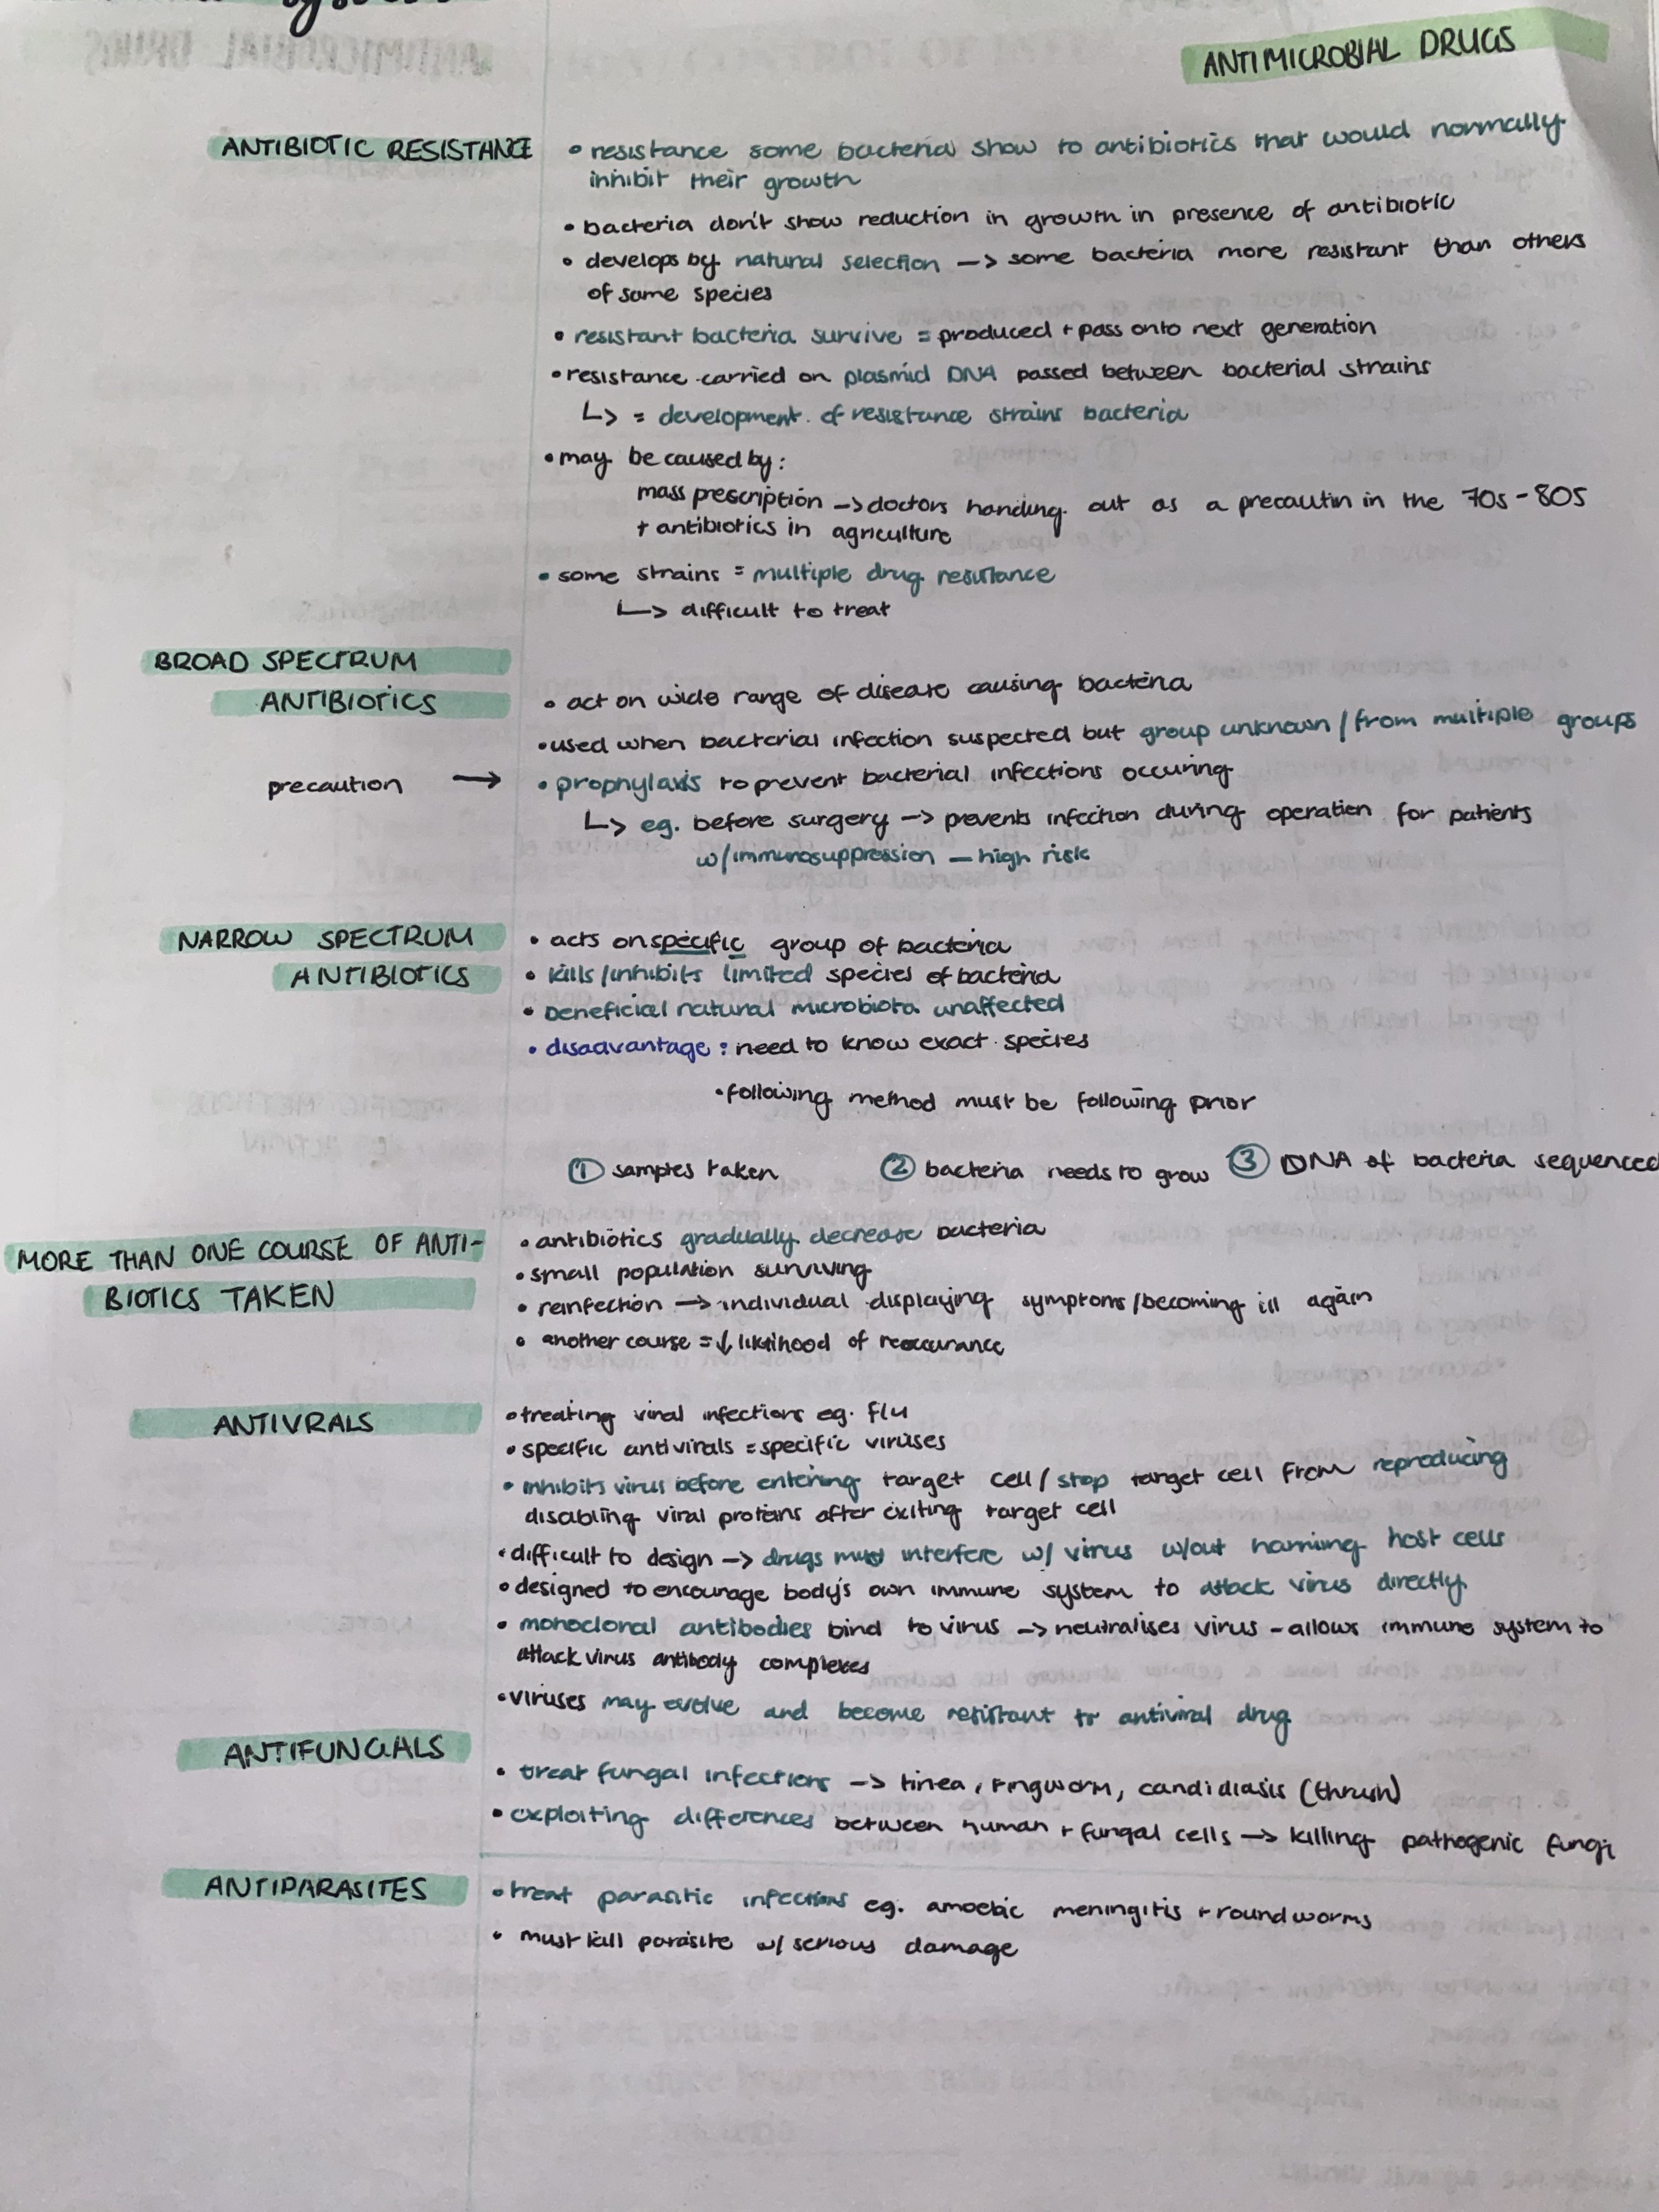 ANTIMICROBIAL DRUGS
ANTIBIOTIC RESISTANCE
• resistance some bacteria show to antibiotics that would normally
inhibit their growth
• bacteria don't show reduction in growth in presence of antibiotic
• develops by natural selection —> some bacteria more resistant than others
of same species
• resistant bacteria survive = produced + pass onto next generation
• resistance carried on plasmid DNA passed between bacterial strains
↳ = development of resistance strains bacteria
• may be caused by:
mass prescription —> doctors handing out as a precautin in the 70s - 80s
+ antibiotics in agriculture
• some strains = multiple drug resistance
↳ difficult to treat
BROAD SPECTRUM
ANTIBIOTICS
• act on wide range of disease causing bacteria
• used when bacterial infection suspected but group unknown / from multiple groups
precaution —> • prophylaxis to prevent bacterial infections occuring
↳ eg. before surgery —> prevents infection during operation for patients
w/ immunosuppression — high risk
NARROW SPECTRUM
ANTIBIOTICS
• acts on specific group of bacteria
• kills/inhibits limited species of bacteria
• beneficial natural microbiota unaffected
• disadvantage : need to know exact species
• following method must be following prior
① samples taken ② bacteria needs to grow ③ DNA of bacteria sequenced
MORE THAN ONE COURSE OF ANTI-
BIOTICS TAKEN
• antibiotics gradually decrease bacteria
• small population surviving
• reinfection —> individual displaying symptoms/becoming ill again
• another course = ↓ likelihood of reoccurance
ANTIVRALS
• treating viral infections eg. flu
• specific antivirals = specific viruses
• inhibits virus before entering target cell / stop target cell from reproducing
disabling viral proteins after exiting target cell
• difficult to design —> drugs must interfere w/ virus w/out harming host cells
• designed to encourage body's own immune system to attack virus directly
• monoclonal antibodies bind to virus —> neutralises virus - allows immune system to
attack virus antibody complexes
• viruses may evolve and become resistant to antiviral drug
ANTIFUNGALS
• treat fungal infections —> tinea, ringworm, candidiasis (thrush)
• exploiting differences between human + fungal cells —> killing pathogenic fungi
ANTIPARASITES
• treat parasitic infections eg. amoebic meningitis + roundworms
• must kill parasite w/ serious damage